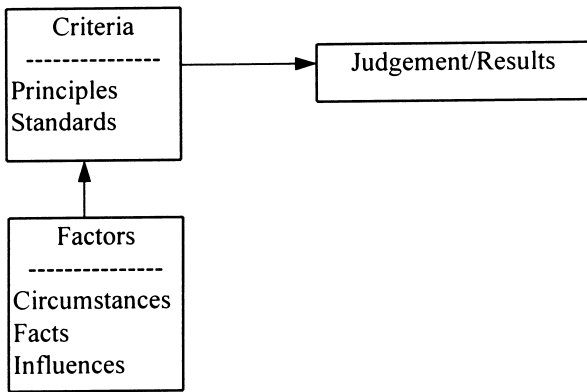 Criteria
Principles
Standards
Judgement/Results
Factors
Circumstances
Facts
Influences